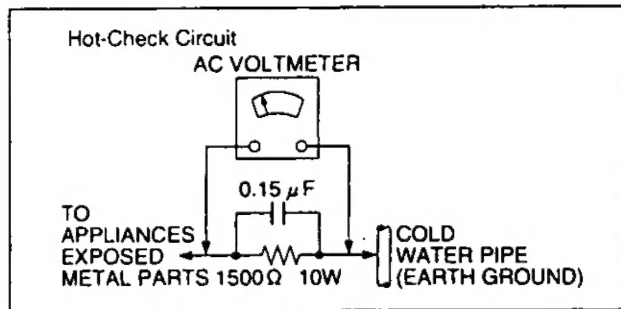 Hot-Check Circuit
AC VOLTMETER
0.15 μF
TO
APPLIANCES
EXPOSED
METAL PARTS 1500Ω 10W
COLD
WATER PIPE
(EARTH GROUND)